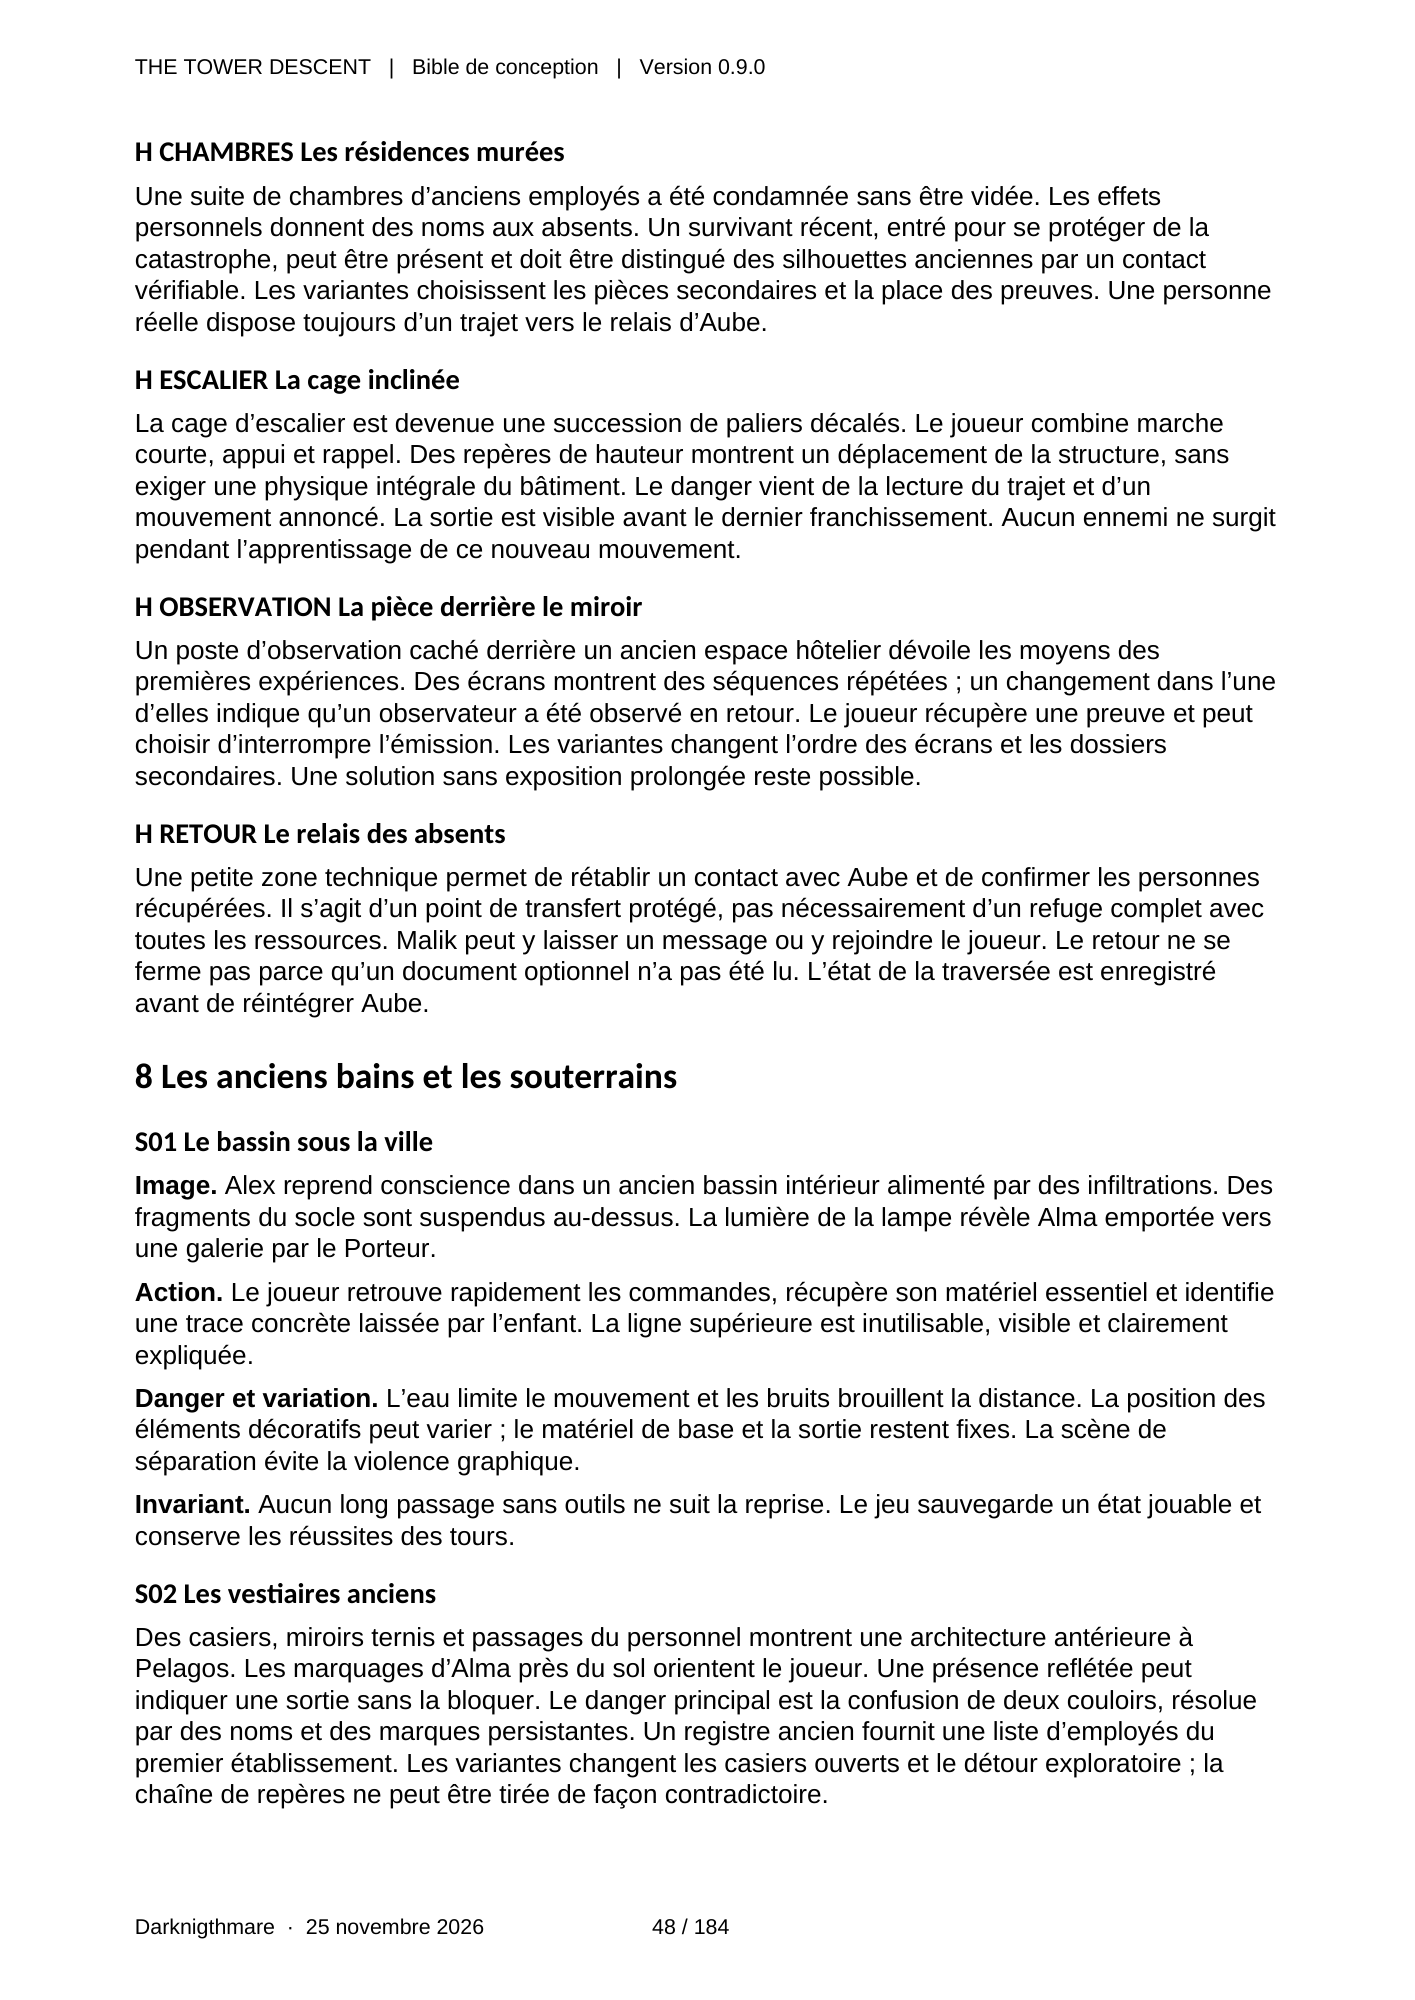 THE TOWER DESCENT | Bible de conception | Version 0.9.0
H CHAMBRES Les résidences murées
Une suite de chambres d’anciens employés a été condamnée sans être vidée. Les effets
personnels donnent des noms aux absents. Un survivant récent, entré pour se protéger de la
catastrophe, peut être présent et doit être distingué des silhouettes anciennes par un contact
vérifiable. Les variantes choisissent les pièces secondaires et la place des preuves. Une personne
réelle dispose toujours d’un trajet vers le relais d’Aube.
H ESCALIER La cage inclinée
La cage d’escalier est devenue une succession de paliers décalés. Le joueur combine marche
courte, appui et rappel. Des repères de hauteur montrent un déplacement de la structure, sans
exiger une physique intégrale du bâtiment. Le danger vient de la lecture du trajet et d’un
mouvement annoncé. La sortie est visible avant le dernier franchissement. Aucun ennemi ne surgit
pendant l’apprentissage de ce nouveau mouvement.
H OBSERVATION La pièce derrière le miroir
Un poste d’observation caché derrière un ancien espace hôtelier dévoile les moyens des
premières expériences. Des écrans montrent des séquences répétées ; un changement dans l’une
d’elles indique qu’un observateur a été observé en retour. Le joueur récupère une preuve et peut
choisir d’interrompre l’émission. Les variantes changent l’ordre des écrans et les dossiers
secondaires. Une solution sans exposition prolongée reste possible.
H RETOUR Le relais des absents
Une petite zone technique permet de rétablir un contact avec Aube et de confirmer les personnes
récupérées. Il s’agit d’un point de transfert protégé, pas nécessairement d’un refuge complet avec
toutes les ressources. Malik peut y laisser un message ou y rejoindre le joueur. Le retour ne se
ferme pas parce qu’un document optionnel n’a pas été lu. L’état de la traversée est enregistré
avant de réintégrer Aube.
8 Les anciens bains et les souterrains
S01 Le bassin sous la ville
Image. Alex reprend conscience dans un ancien bassin intérieur alimenté par des infiltrations. Des
fragments du socle sont suspendus au-dessus. La lumière de la lampe révèle Alma emportée vers
une galerie par le Porteur.
Action. Le joueur retrouve rapidement les commandes, récupère son matériel essentiel et identifie
une trace concrète laissée par l’enfant. La ligne supérieure est inutilisable, visible et clairement
expliquée.
Danger et variation. L’eau limite le mouvement et les bruits brouillent la distance. La position des
éléments décoratifs peut varier ; le matériel de base et la sortie restent fixes. La scène de
séparation évite la violence graphique.
Invariant. Aucun long passage sans outils ne suit la reprise. Le jeu sauvegarde un état jouable et
conserve les réussites des tours.
S02 Les vestiaires anciens
Des casiers, miroirs ternis et passages du personnel montrent une architecture antérieure à
Pelagos. Les marquages d’Alma près du sol orientent le joueur. Une présence reflétée peut
indiquer une sortie sans la bloquer. Le danger principal est la confusion de deux couloirs, résolue
par des noms et des marques persistantes. Un registre ancien fournit une liste d’employés du
premier établissement. Les variantes changent les casiers ouverts et le détour exploratoire ; la
chaîne de repères ne peut être tirée de façon contradictoire.
Darknigthmare · 25 novembre 2026 48 / 184